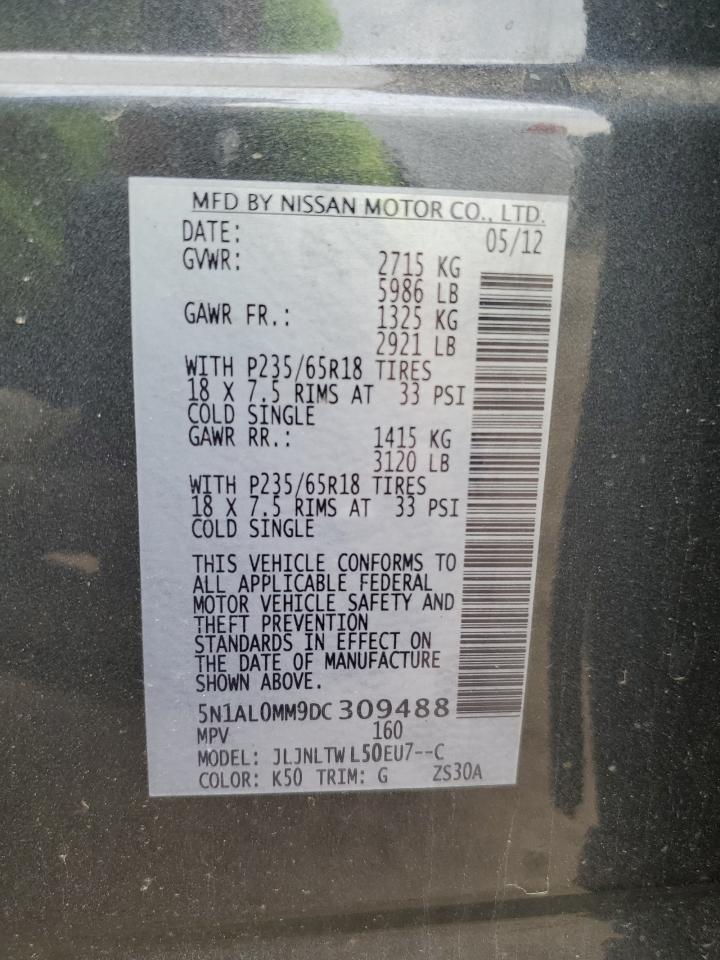 MFD BY NISSAN MOTOR CO., LTD.
DATE: 05/12
GVWR: 2715 KG
5986 LB
GAWR FR.: 1325 KG
2921 LB
WITH P235/65R18 TIRES
18 X 7.5 RIMS AT 33 PSI
COLD SINGLE
GAWR RR.: 1415 KG
3120 LB
WITH P235/65R18 TIRES
18 X 7.5 RIMS AT 33 PSI
COLD SINGLE
THIS VEHICLE CONFORMS TO
ALL APPLICABLE FEDERAL
MOTOR VEHICLE SAFETY AND
THEFT PREVENTION
STANDARDS IN EFFECT ON
THE DATE OF MANUFACTURE
SHOWN ABOVE.
5N1AL0MM9DC 309488
MPV 160
MODEL: JLJNLTW L50EU7--C
COLOR: K50 TRIM: G ZS30A